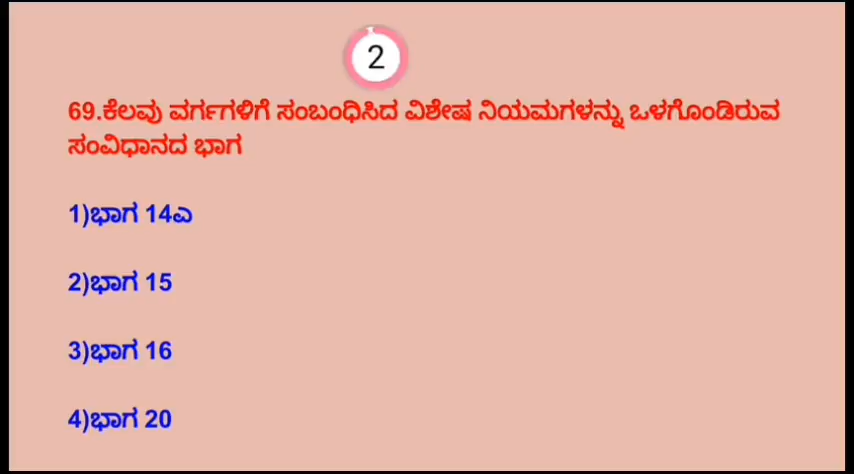 2
69.ಕೆಲವು ವರ್ಗಗಳಿಗೆ ಸಂಬಂಧಿಸಿದ ವಿಶೇಷ ನಿಯಮಗಳನ್ನು ಒಳಗೊಂಡಿರುವ
ಸಂವಿಧಾನದ ಭಾಗ
1)ಭಾಗ 14ಎ
2)ಭಾಗ 15
3)ಭಾಗ 16
4)ಭಾಗ 20